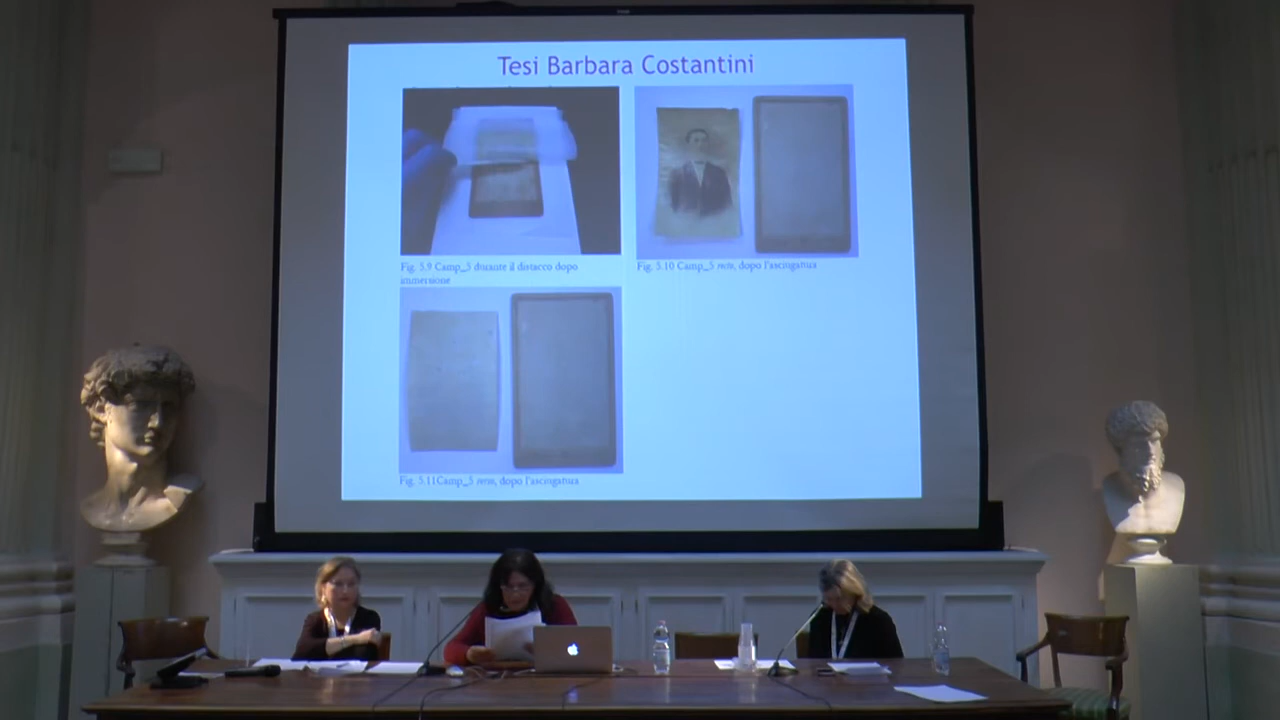 Tesi Barbara Costantini
Fig. 5.9 Camp_5 durante il distacco dopo
immersione
Fig. 5.10 Camp_5 recto, dopo l'asciugatura
Fig. 5.11Camp_5 verso, dopo l'asciugatura